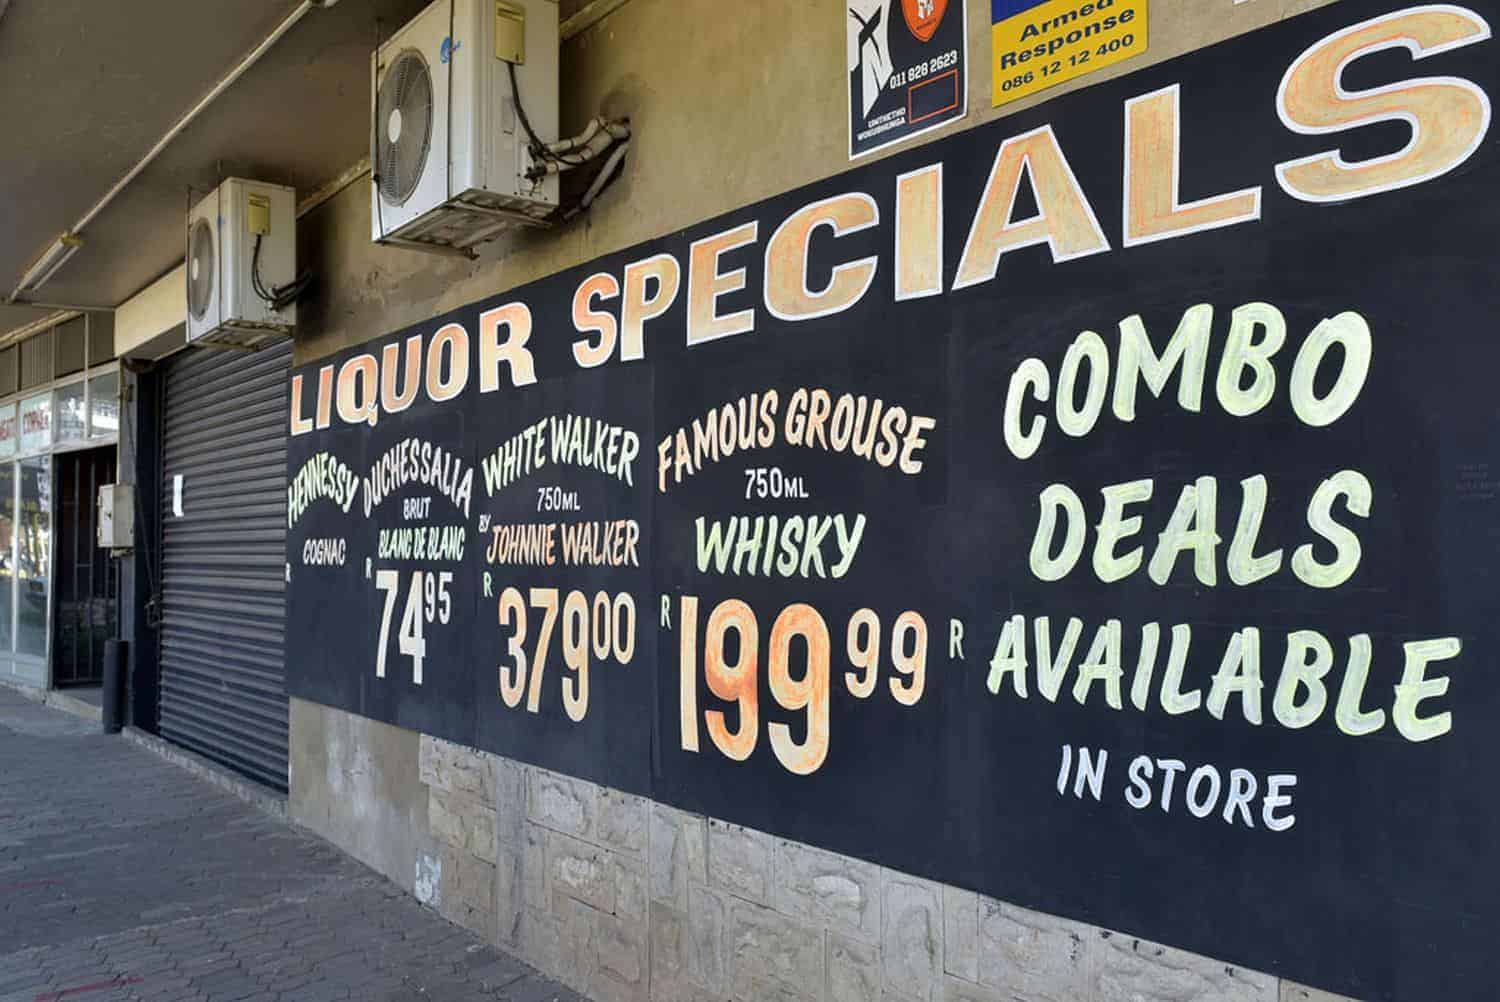 Armed
Response
086 12 12 400
N
011 828 2623
UMTHETHO
WOKUBHUNGA
LIQUOR SPECIALS
HENNESSY
COGNAC
R
DUCHESSALIA
BRUT
BLANC DE BLANC
R 74 95
WHITE WALKER
750ML
BY JOHNNIE WALKER
R 379 00
FAMOUS GROUSE
750ML
WHISKY
R 199 99
R
COMBO
DEALS
AVAILABLE
IN STORE